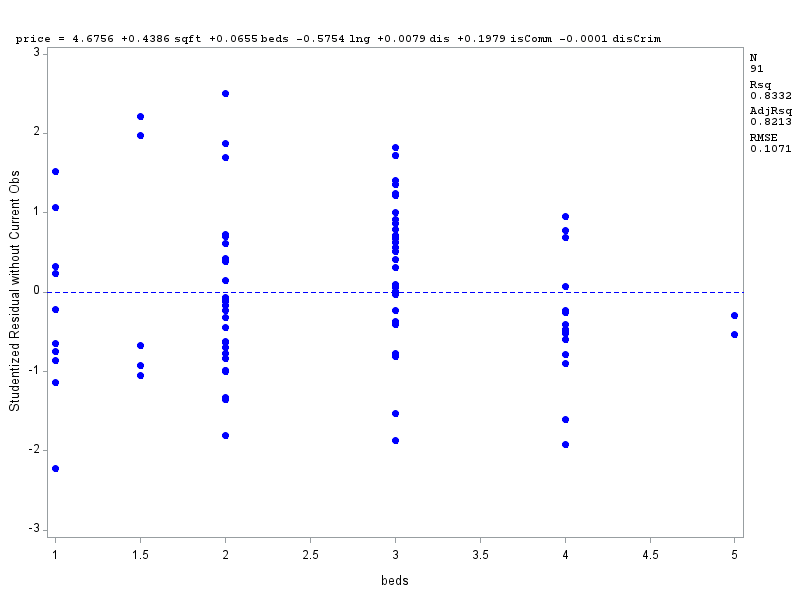 price = 4.6756 +0.4386 sqft +0.0655 beds -0.5754 lng +0.0079 dis +0.1979 isComm -0.0001 disCrim
N
91
Rsq
0.8332
AdjRsq
0.8213
RMSE
0.1071
Studentized Residual without Current Obs
3
2
1
0
-1
-2
-3
1 1.5 2 2.5 3 3.5 4 4.5 5
beds